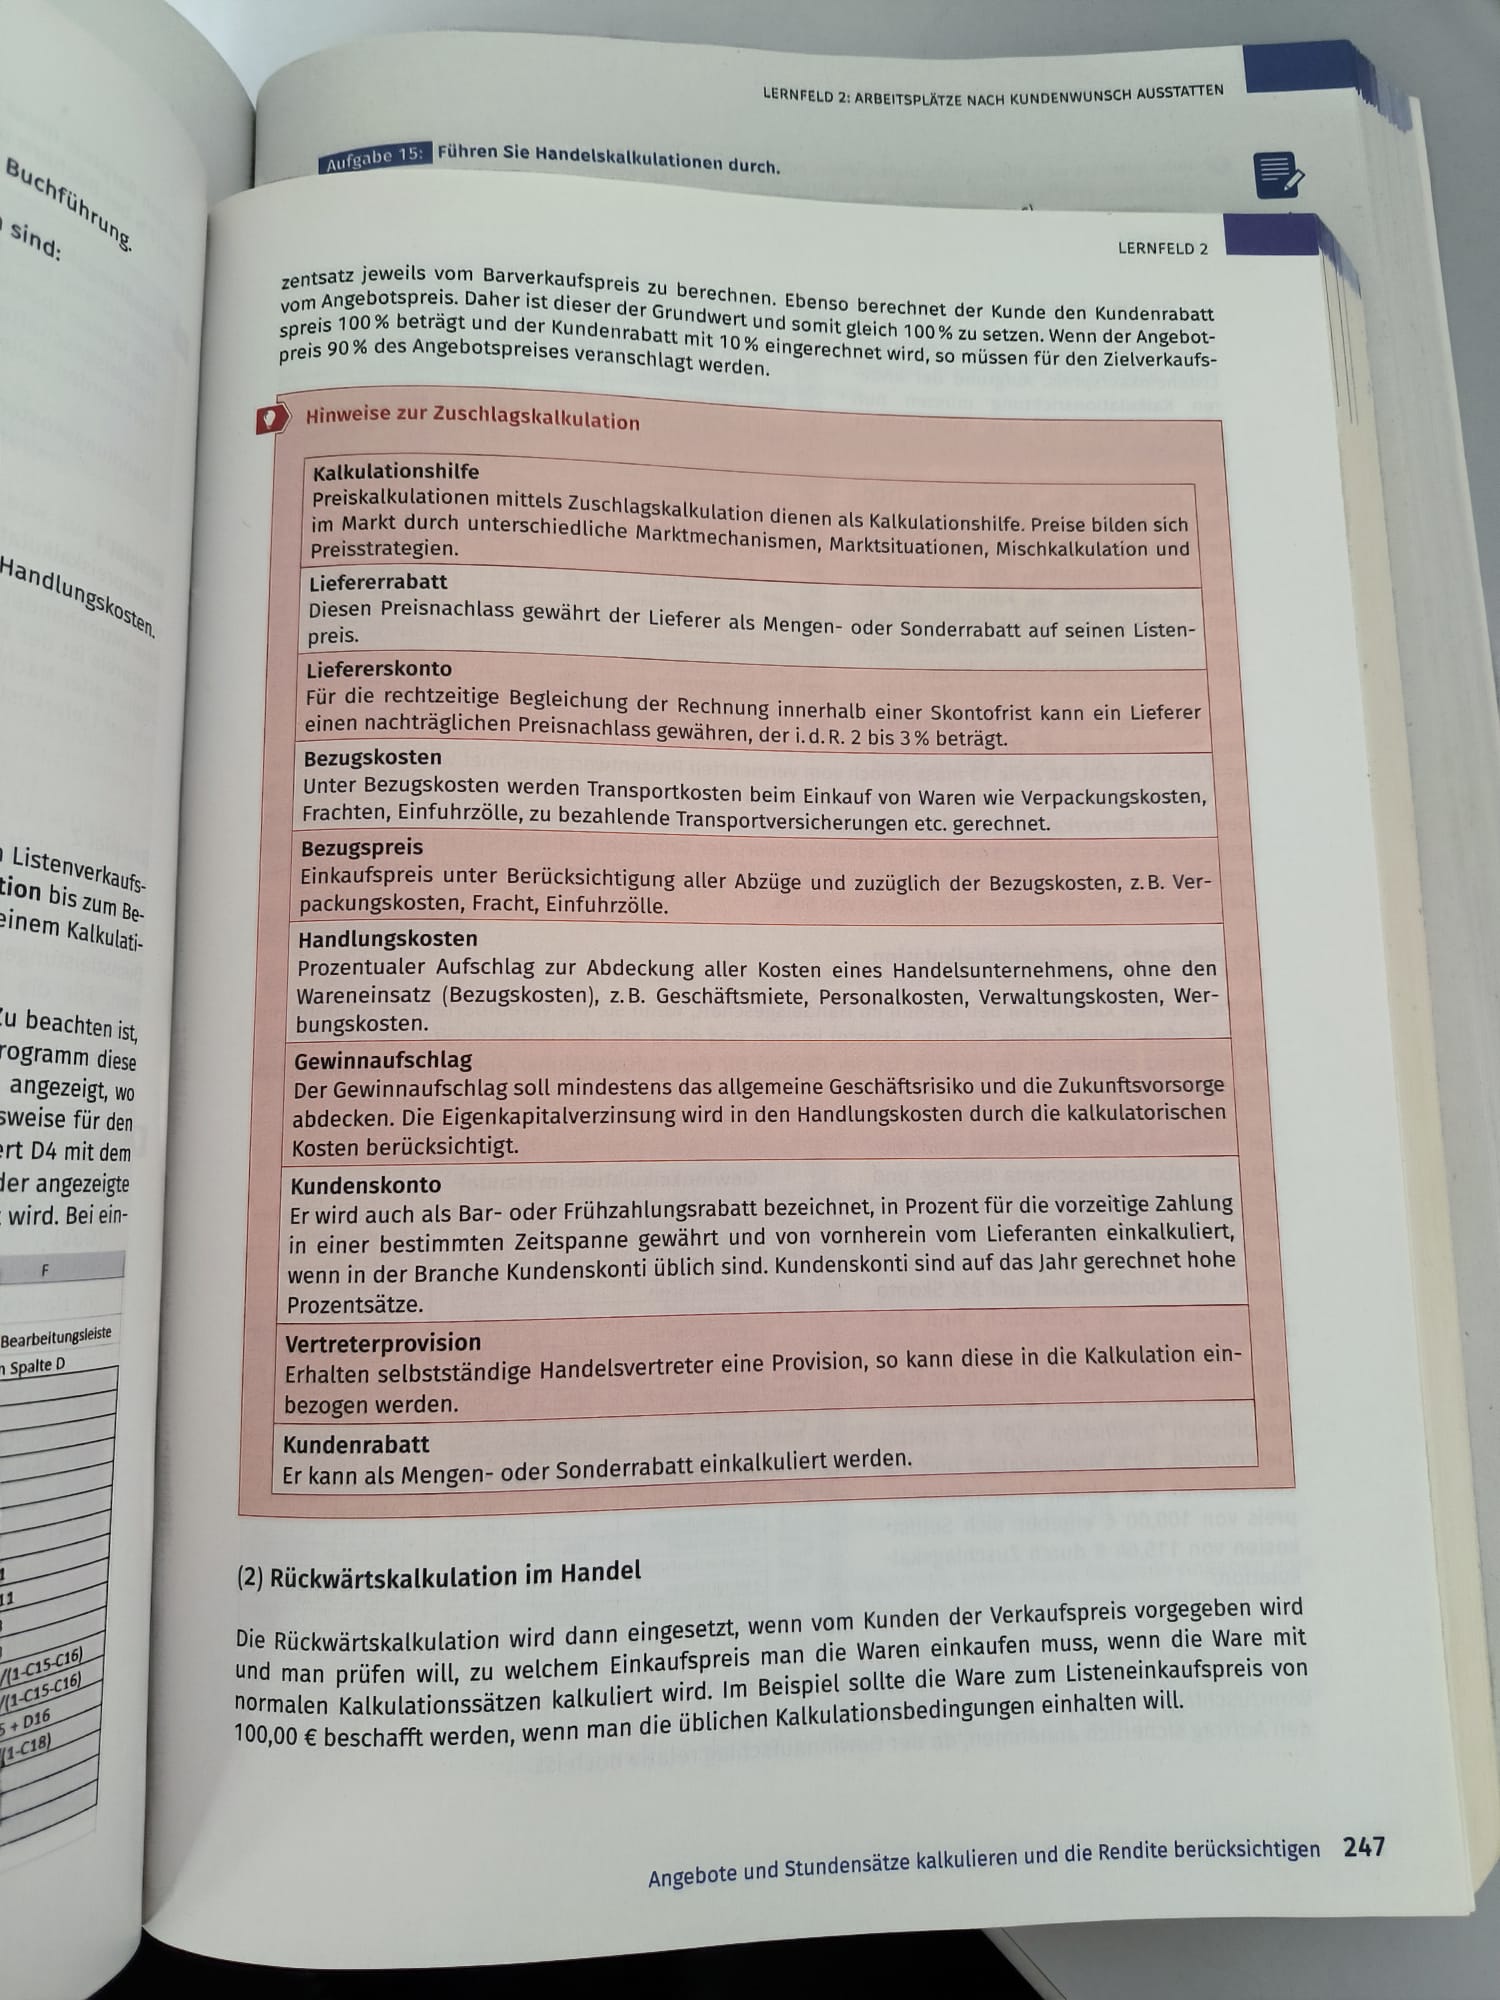 LERNFELD 2: ARBEITSPLÄTZE NACH KUNDENWUNSCH AUSSTATTEN
Aufgabe 15: Führen Sie Handelskalkulationen durch.
Buchführung.
sind:
Handlungskosten.
Listenverkaufs-
tion bis zum Be-
einem Kalkulati-
Zu beachten ist,
rogramm diese
angezeigt, wo
sweise für den
ert D4 mit dem
der angezeigte
wird. Bei ein-
F
Bearbeitungsleiste
n Spalte D
1
11
/(1-C15-C16)
/(1-C15-C16)
5 + D16
/(1-C18)
LERNFELD 2
zentsatz jeweils vom Barverkaufspreis zu berechnen. Ebenso berechnet der Kunde den Kundenrabatt
vom Angebotspreis. Daher ist dieser der Grundwert und somit gleich 100 % zu setzen. Wenn der Angebot-
spreis 100 % beträgt und der Kundenrabatt mit 10 % eingerechnet wird, so müssen für den Zielverkaufs-
preis 90 % des Angebotspreises veranschlagt werden.
Hinweise zur Zuschlagskalkulation
Kalkulationshilfe
Preiskalkulationen mittels Zuschlagskalkulation dienen als Kalkulationshilfe. Preise bilden sich
im Markt durch unterschiedliche Marktmechanismen, Marktsituationen, Mischkalkulation und
Preisstrategien.
Liefererrabatt
Diesen Preisnachlass gewährt der Lieferer als Mengen- oder Sonderrabatt auf seinen Listen-
preis.
Liefererskonto
Für die rechtzeitige Begleichung der Rechnung innerhalb einer Skontofrist kann ein Lieferer
einen nachträglichen Preisnachlass gewähren, der i. d. R. 2 bis 3 % beträgt.
Bezugskosten
Unter Bezugskosten werden Transportkosten beim Einkauf von Waren wie Verpackungskosten,
Frachten, Einfuhrzölle, zu bezahlende Transportversicherungen etc. gerechnet.
Bezugspreis
Einkaufspreis unter Berücksichtigung aller Abzüge und zuzüglich der Bezugskosten, z. B. Ver-
packungskosten, Fracht, Einfuhrzölle.
Handlungskosten
Prozentualer Aufschlag zur Abdeckung aller Kosten eines Handelsunternehmens, ohne den
Wareneinsatz (Bezugskosten), z. B. Geschäftsmiete, Personalkosten, Verwaltungskosten, Wer-
bungskosten.
Gewinnaufschlag
Der Gewinnaufschlag soll mindestens das allgemeine Geschäftsrisiko und die Zukunftsvorsorge
abdecken. Die Eigenkapitalverzinsung wird in den Handlungskosten durch die kalkulatorischen
Kosten berücksichtigt.
Kundenskonto
Er wird auch als Bar- oder Frühzahlungsrabatt bezeichnet, in Prozent für die vorzeitige Zahlung
in einer bestimmten Zeitspanne gewährt und von vornherein vom Lieferanten einkalkuliert,
wenn in der Branche Kundenskonti üblich sind. Kundenskonti sind auf das Jahr gerechnet hohe
Prozentsätze.
Vertreterprovision
Erhalten selbstständige Handelsvertreter eine Provision, so kann diese in die Kalkulation ein-
bezogen werden.
Kundenrabatt
Er kann als Mengen- oder Sonderrabatt einkalkuliert werden.
(2) Rückwärtskalkulation im Handel
Die Rückwärtskalkulation wird dann eingesetzt, wenn vom Kunden der Verkaufspreis vorgegeben wird
und man prüfen will, zu welchem Einkaufspreis man die Waren einkaufen muss, wenn die Ware mit
normalen Kalkulationssätzen kalkuliert wird. Im Beispiel sollte die Ware zum Listeneinkaufspreis von
100,00 € beschafft werden, wenn man die üblichen Kalkulationsbedingungen einhalten will.
Angebote und Stundensätze kalkulieren und die Rendite berücksichtigen 247